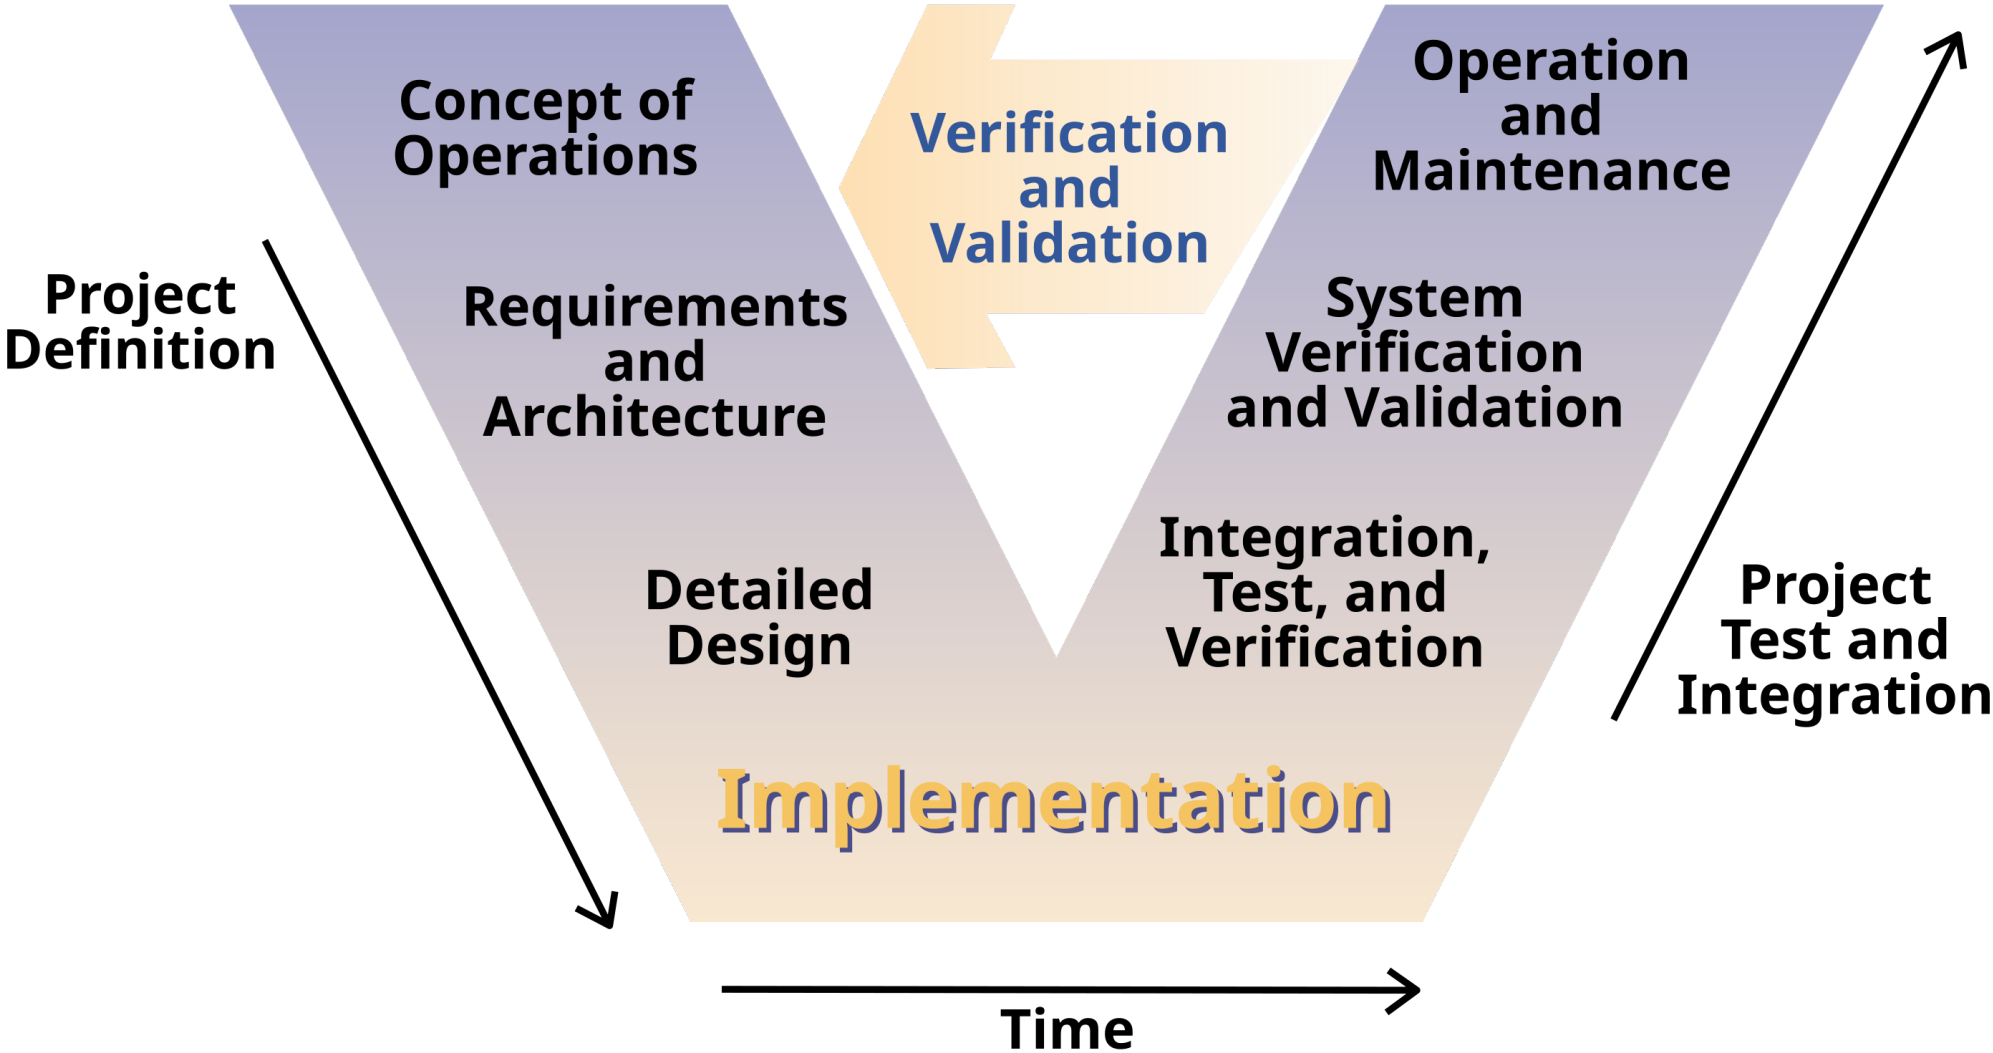 Concept of
Operations
Verification
and
Validation
Operation
and
Maintenance
Project
Definition
Requirements
and
Architecture
System
Verification
and Validation
Detailed
Design
Integration,
Test, and
Verification
Project
Test and
Integration
Implementation
Time